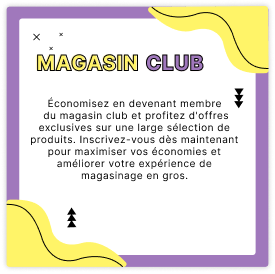 MAGASIN CLUB
Économisez en devenant membre
du magasin club et profitez d'offres
exclusives sur une large sélection de
produits. Inscrivez-vous dès maintenant
pour maximiser vos économies et
améliorer votre expérience de
magasinage en gros.